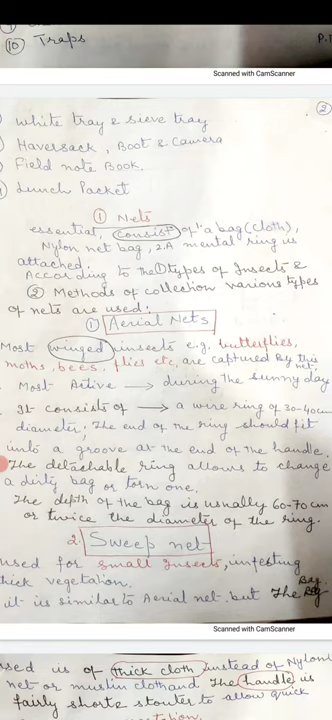 ⑩ Traps
P.T
Scanned with CamScanner
②
White tray & Sieve tray
Haversack, Boot & Camera
Field note Book.
Lunch Packet
① Nets
essential, consist of 1 a bag (cloth),
Nylon net bag, 2. A mental ring is
attached.
According to the ① types of Insects &
② Methods of collection various types
of nets are used:
① Aerial Nets
Most winged insects e.g. butterflies,
moths, bees, flies etc, are captured By this
net.
Most Active → during the sunny day
It consists of → a wire ring of 30-40cm
diameter, The end of the ring should fit
into a groove at the end of the handle.
The detachable ring allows to change
a dirty bag or torn one.
The depth of the bag is usually 60-70 cm
or twice the diameter of the ring.
2. Sweep net
used for small Insects, infesting
thick vegetation.
it is similar to Aerial net, but The Bag
Scanned with CamScanner
used is of thick cloth instead of Nylon
net or muslin cloth and The handle is
fairly shorts stouter to allow quick